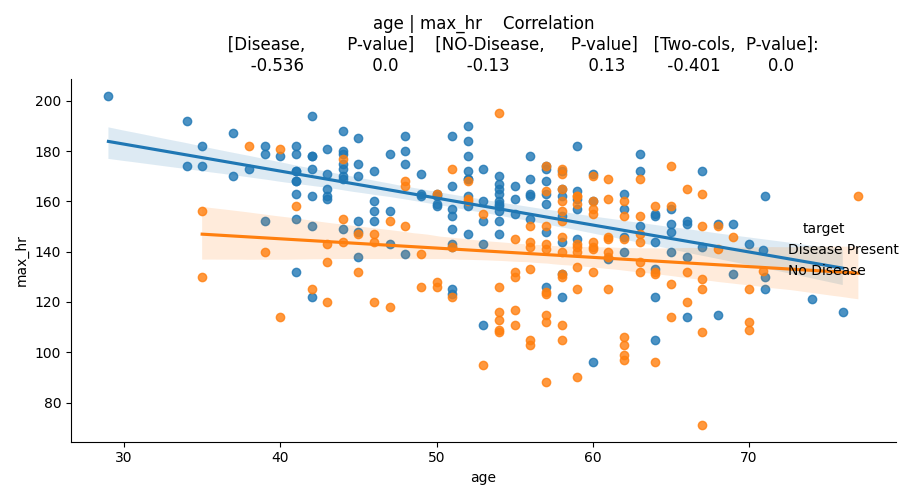 age | max_hr    Correlation
[Disease,        P-value]    [NO-Disease,     P-value]   [Two-cols,  P-value]:
-0.536             0.0             -0.13               0.13        -0.401         0.0
200
180
160
140
120
100
80
max_hr
30
40
50
60
70
age
target
Disease Present
No Disease